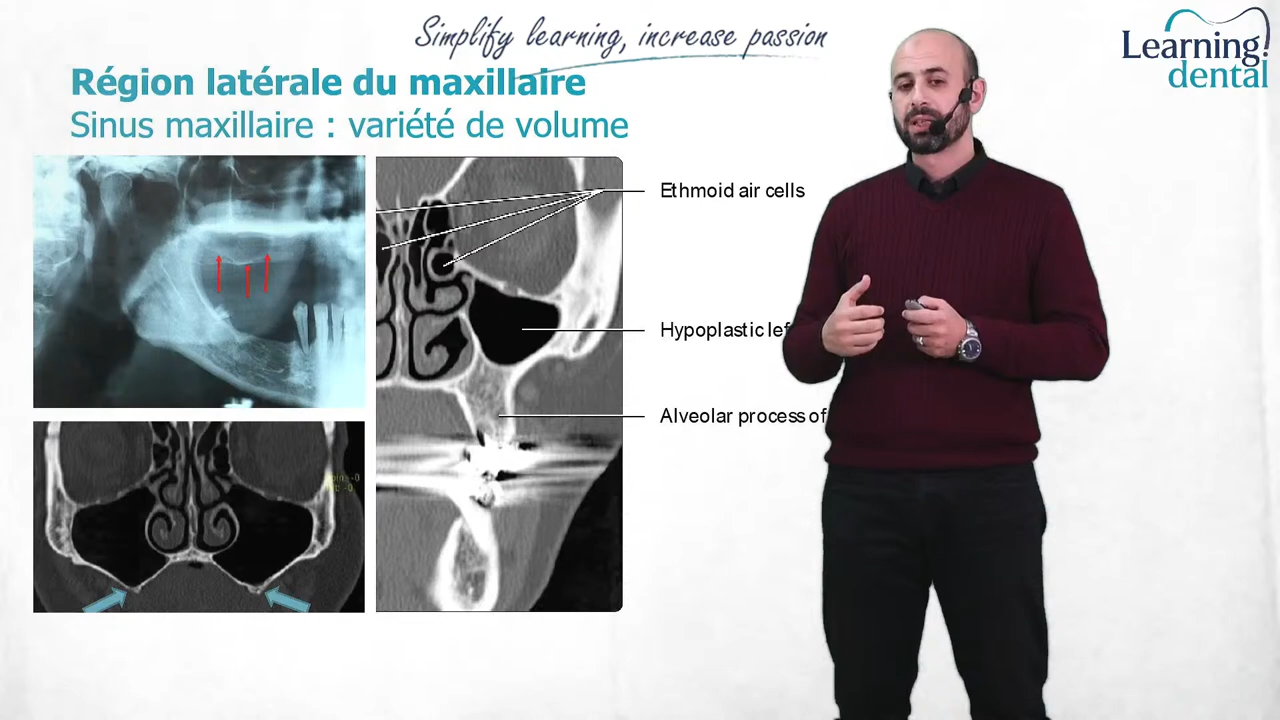 Simplify learning, increase passion
Learning!
dental
Région latérale du maxillaire
Sinus maxillaire : variété de volume
Ethmoid air cells
Hypoplastic lef
Alveolar process of